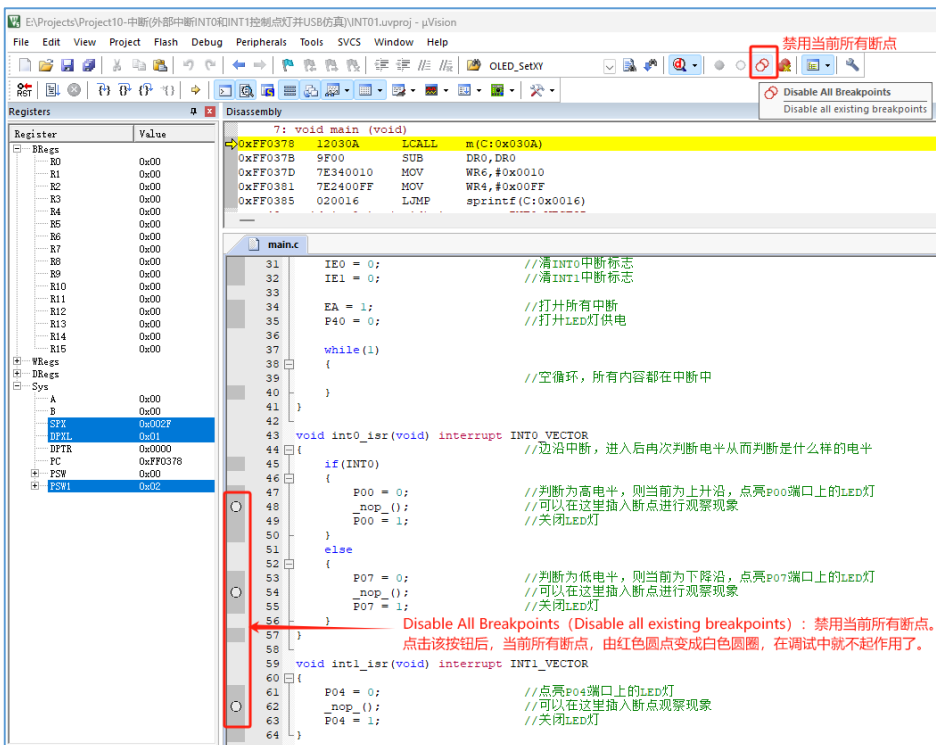 E:\Projects\Project10-中断(外部中断INT0和INT1控制点灯并USB仿真)\INT01.uvproj - µVision
File Edit View Project Flash Debug Peripherals Tools SVCS Window Help
禁用当前所有断点
OLED_SetXY
RST
Disable All Breakpoints
Disable all existing breakpoints
Registers
Register Value
BRegs
R0 0x00
R1 0x00
R2 0x00
R3 0x00
R4 0x00
R5 0x00
R6 0x00
R7 0x00
R8 0x00
R9 0x00
R10 0x00
R11 0x00
R12 0x00
R13 0x00
R14 0x00
R15 0x00
WRegs
DRegs
Sys
A 0x00
B 0x00
SPX 0x002F
DPXL 0x01
DPTR 0x0000
PC 0xFF0378
PSW 0x00
PSW1 0x02
Disassembly
7: void main (void)
0xFF0378 12030A LCALL m(C:0x030A)
0xFF037B 9F00 SUB DR0,DR0
0xFF037D 7E340010 MOV WR6,#0x0010
0xFF0381 7E2400FF MOV WR4,#0x00FF
0xFF0385 020016 LJMP sprintf(C:0x0016)
main.c
31 IE0 = 0; //清INT0中断标志
32 IE1 = 0; //清INT1中断标志
33
34 EA = 1; //打开所有中断
35 P40 = 0; //打开LED灯供电
36
37 while(1)
38 {
39 //空循环，所有内容都在中断中
40 }
41 }
42
43 void int0_isr(void) interrupt INT0_VECTOR
44 { //边沿中断，进入后再次判断电平从而判断是什么样的电平
45 if(INT0)
46 {
47 P00 = 0; //判断为高电平，则当前为上升沿，点亮P00端口上的LED灯
48 _nop_(); //可以在这里插入断点进行观察现象
49 P00 = 1; //关闭LED灯
50 }
51 else
52 {
53 P07 = 0; //判断为低电平，则当前为下降沿，点亮P07端口上的LED灯
54 _nop_(); //可以在这里插入断点进行观察现象
55 P07 = 1; //关闭LED灯
56 }
57 }
58
Disable All Breakpoints（Disable all existing breakpoints）：禁用当前所有断点。
点击该按钮后，当前所有断点，由红色圆点变成白色圆圈，在调试中就不起作用了。
59 void int1_isr(void) interrupt INT1_VECTOR
60 {
61 P04 = 0; //点亮P04端口上的LED灯
62 _nop_(); //可以在这里插入断点观察现象
63 P04 = 1; //关闭LED灯
64 }